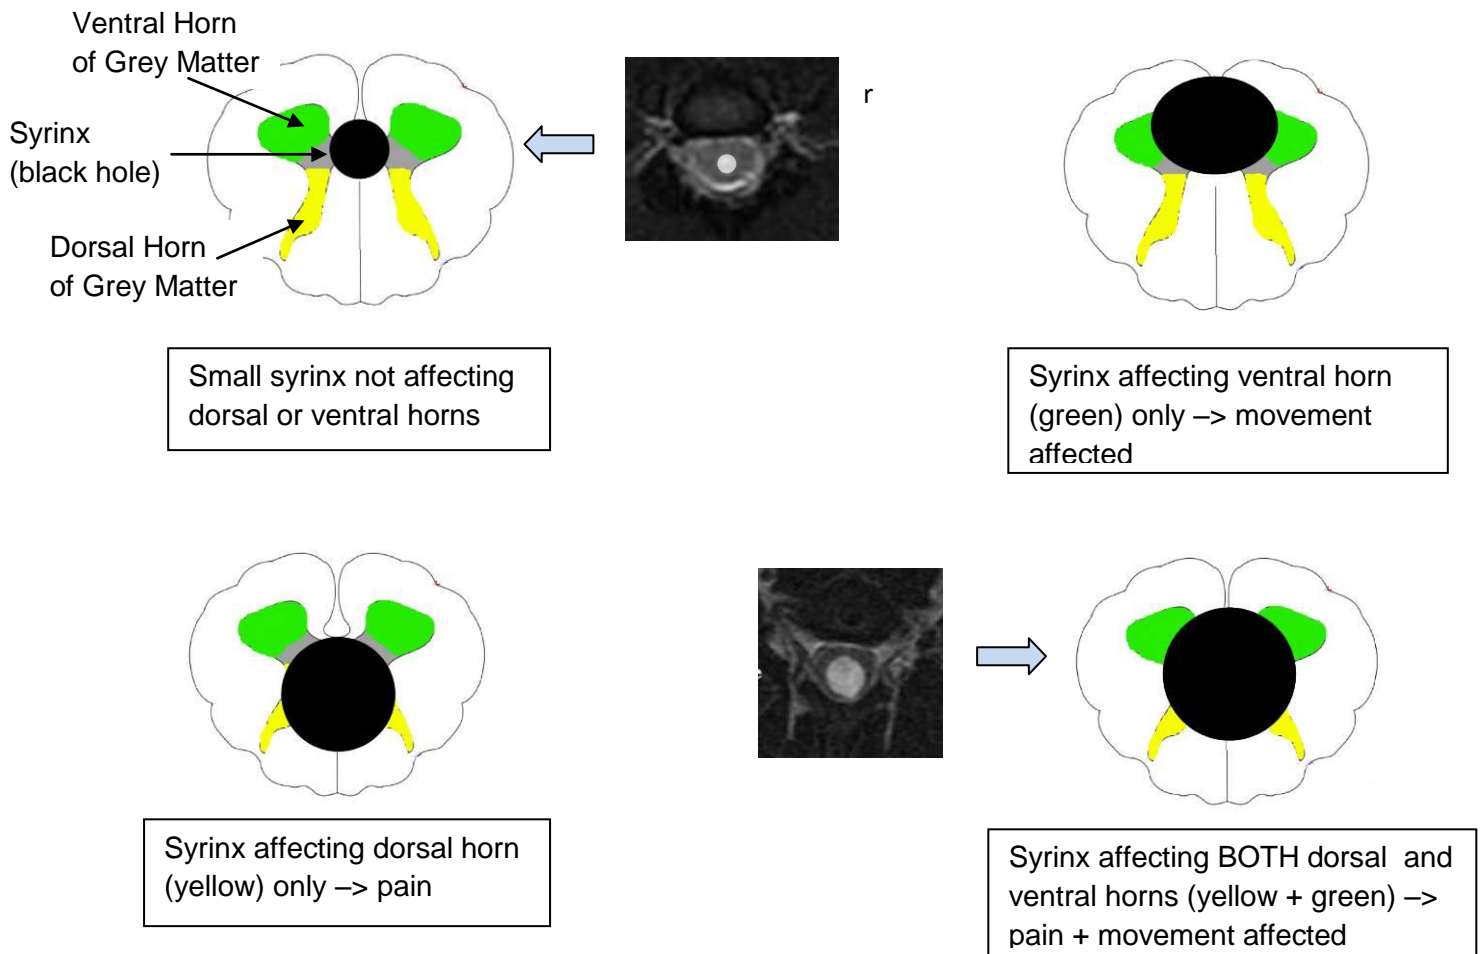 Ventral Horn
of Grey Matter
Syrinx
(black hole)
Dorsal Horn
of Grey Matter
r
Small syrinx not affecting
dorsal or ventral horns
Syrinx affecting ventral horn
(green) only –> movement
affected
Syrinx affecting dorsal horn
(yellow) only –> pain
e
Syrinx affecting BOTH dorsal and
ventral horns (yellow + green) –>
pain + movement affected